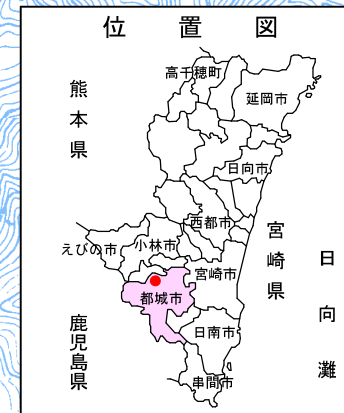 位置図
高千穂町
延岡市
熊本県
日向市
西都市
宮崎県
小林市
えびの市
日向灘
宮崎市
都城市
鹿児島県
日南市
串間市